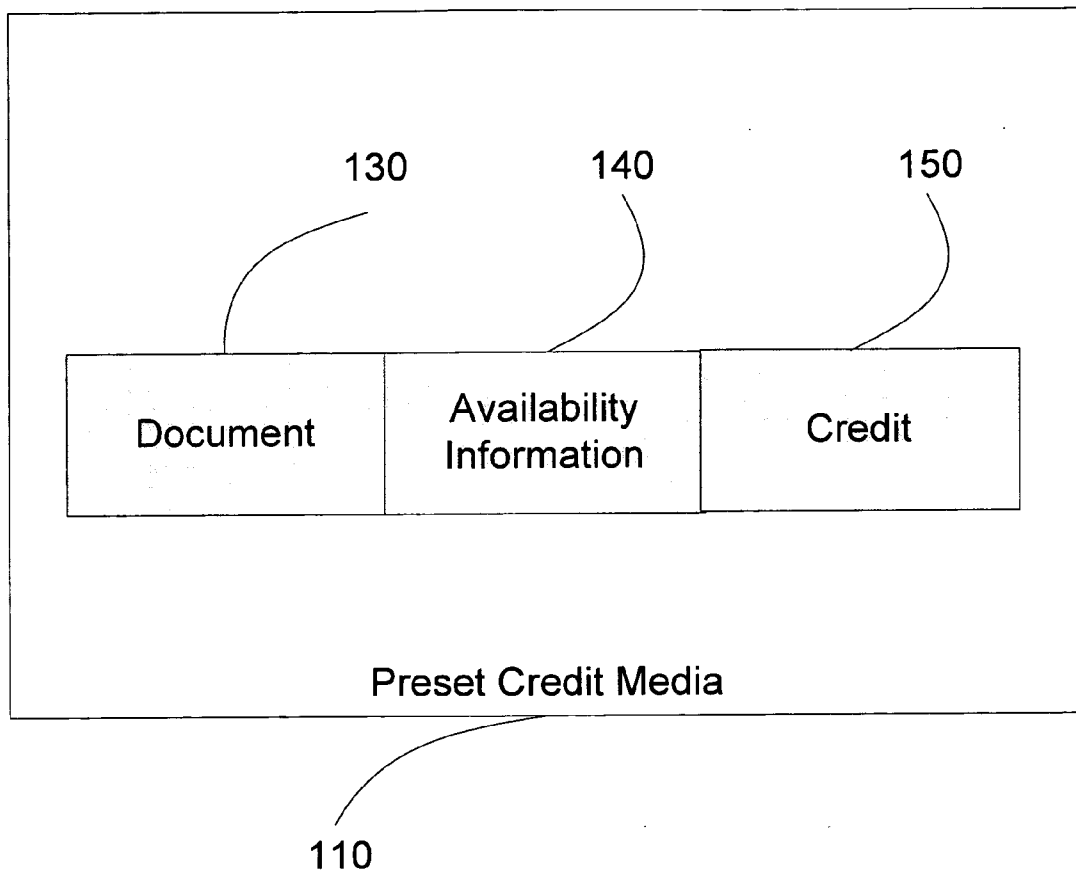 130
140
150
Document
Availability
Information
Credit
Preset Credit Media
110